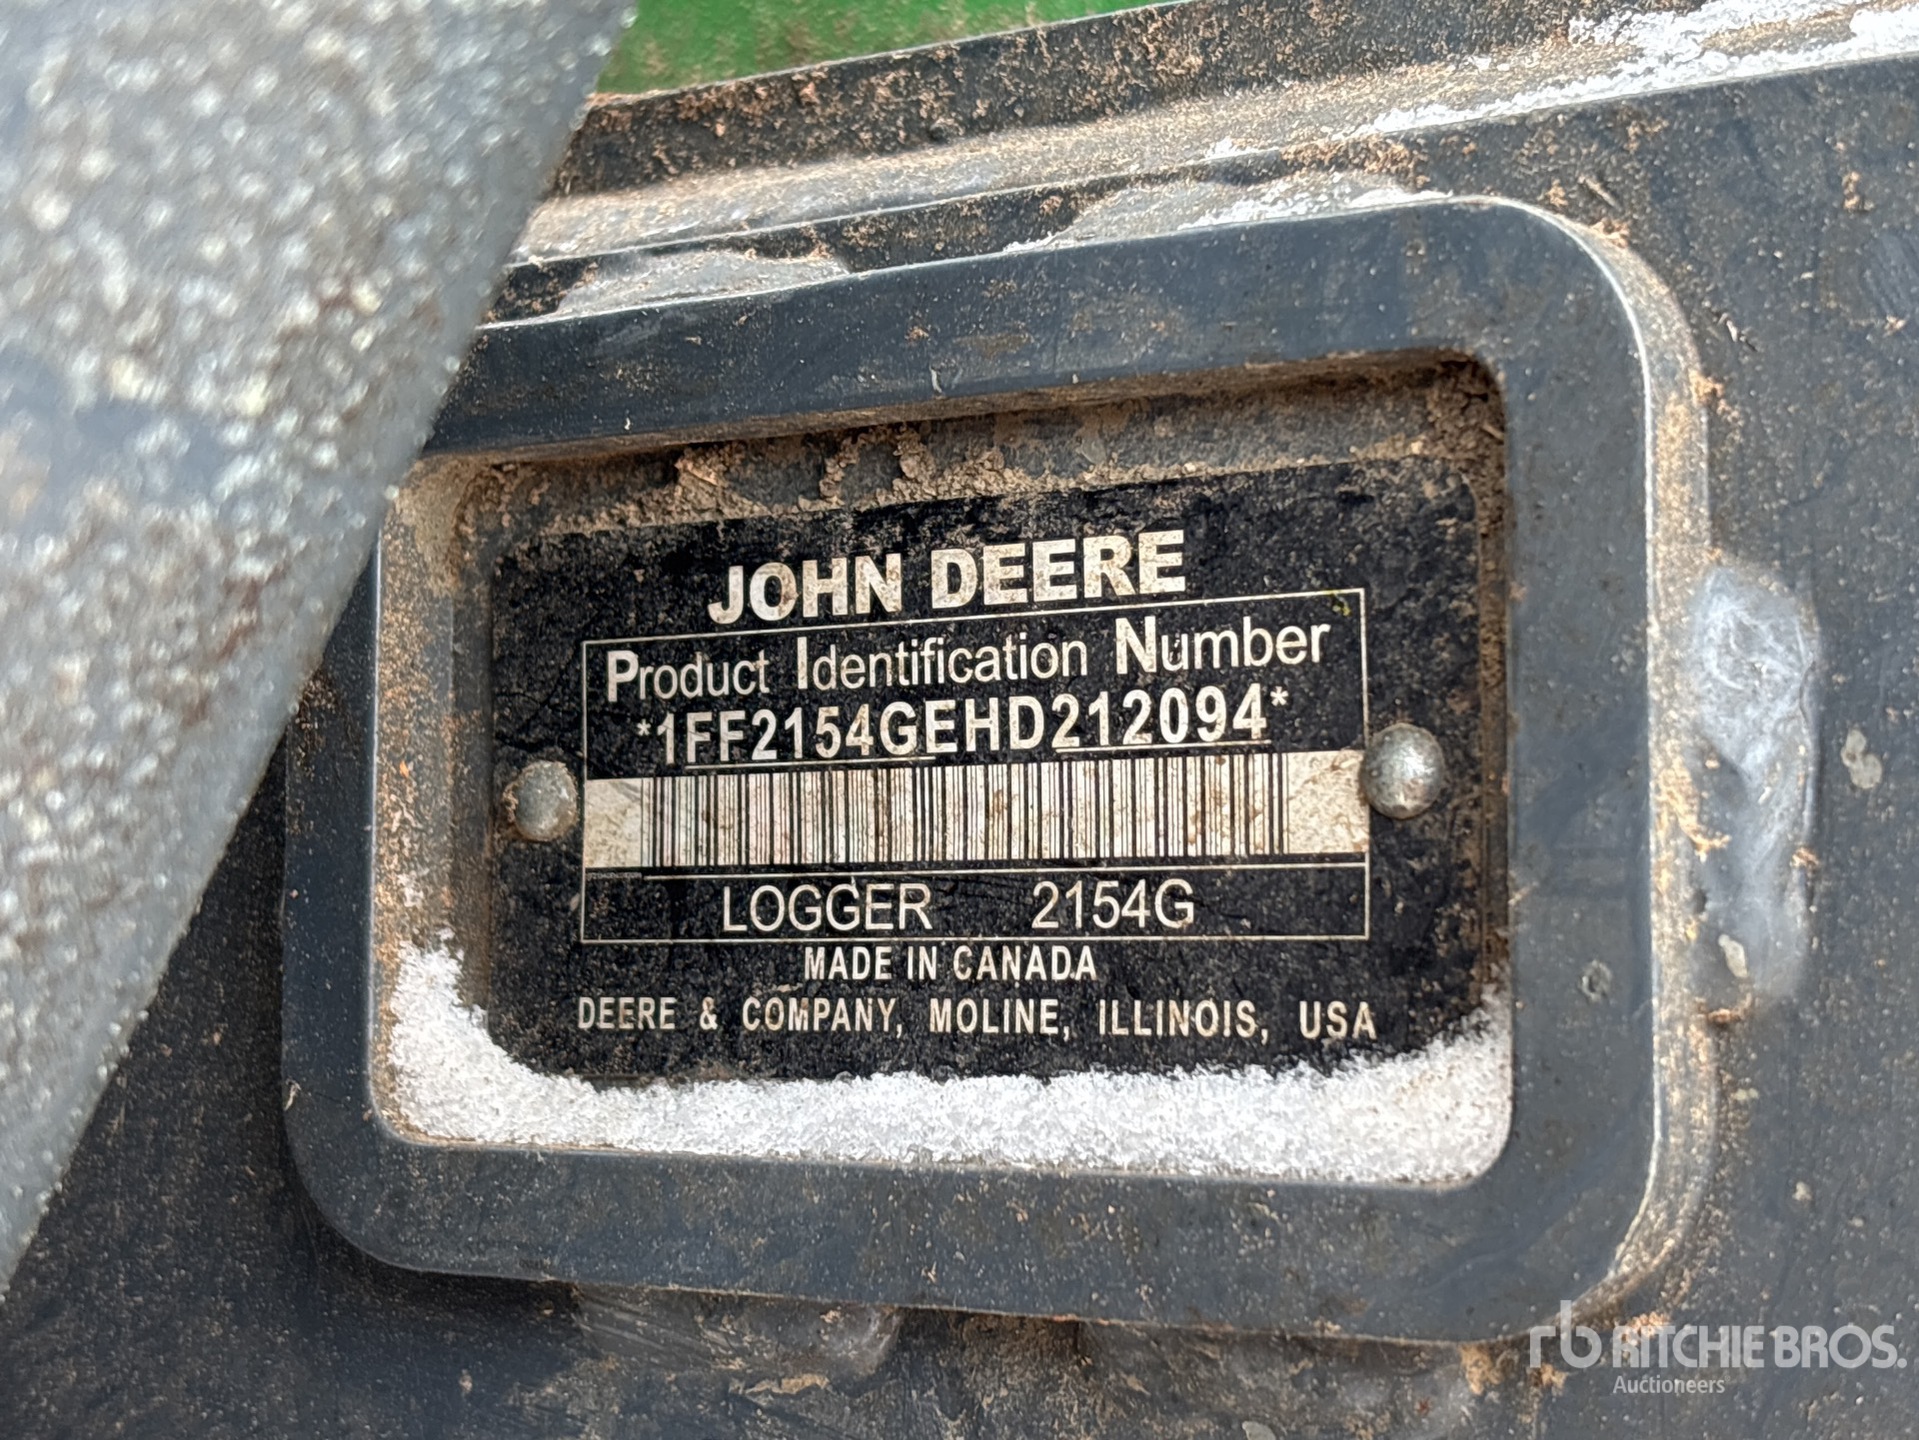 JOHN DEERE
Product Identification Number
*1FF2154GEHD212094*
LOGGER 2154G
MADE IN CANADA
DEERE & COMPANY, MOLINE, ILLINOIS, USA
rb RITCHIE BROS.
Auctioneers